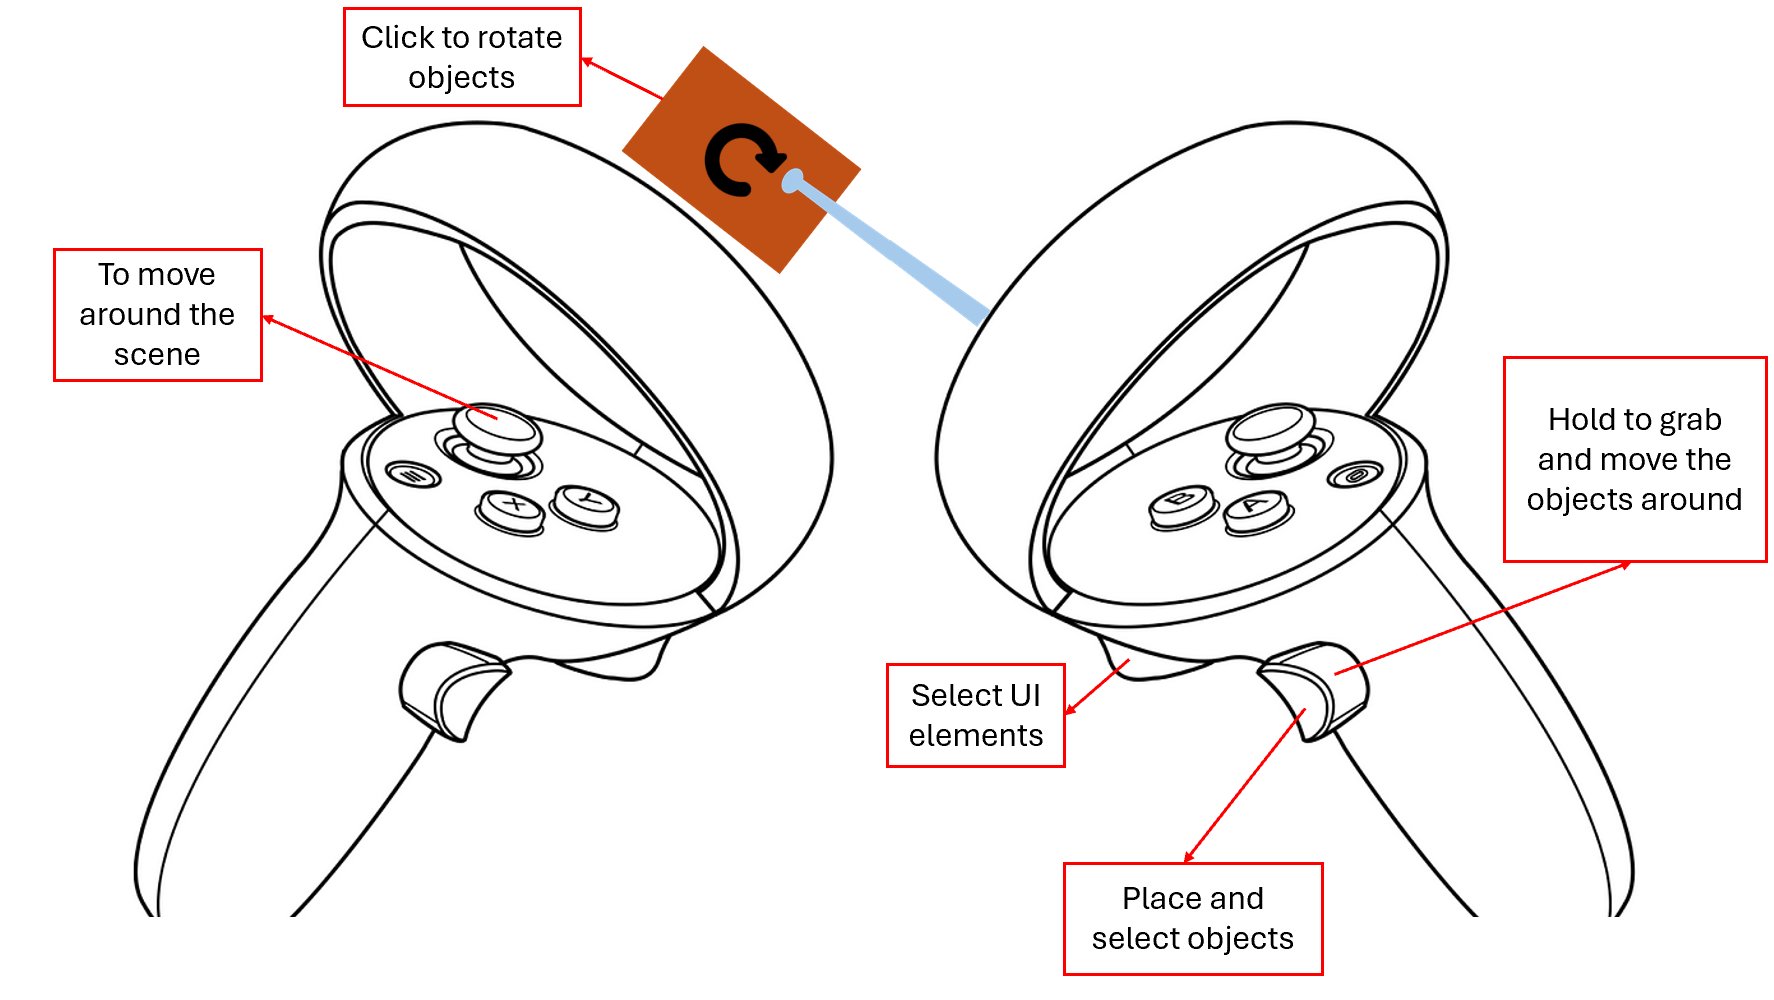 Click to rotate
objects
To move
around the
scene
X
Y
B
A
Hold to grab
and move the
objects around
Select UI
elements
Place and
select objects